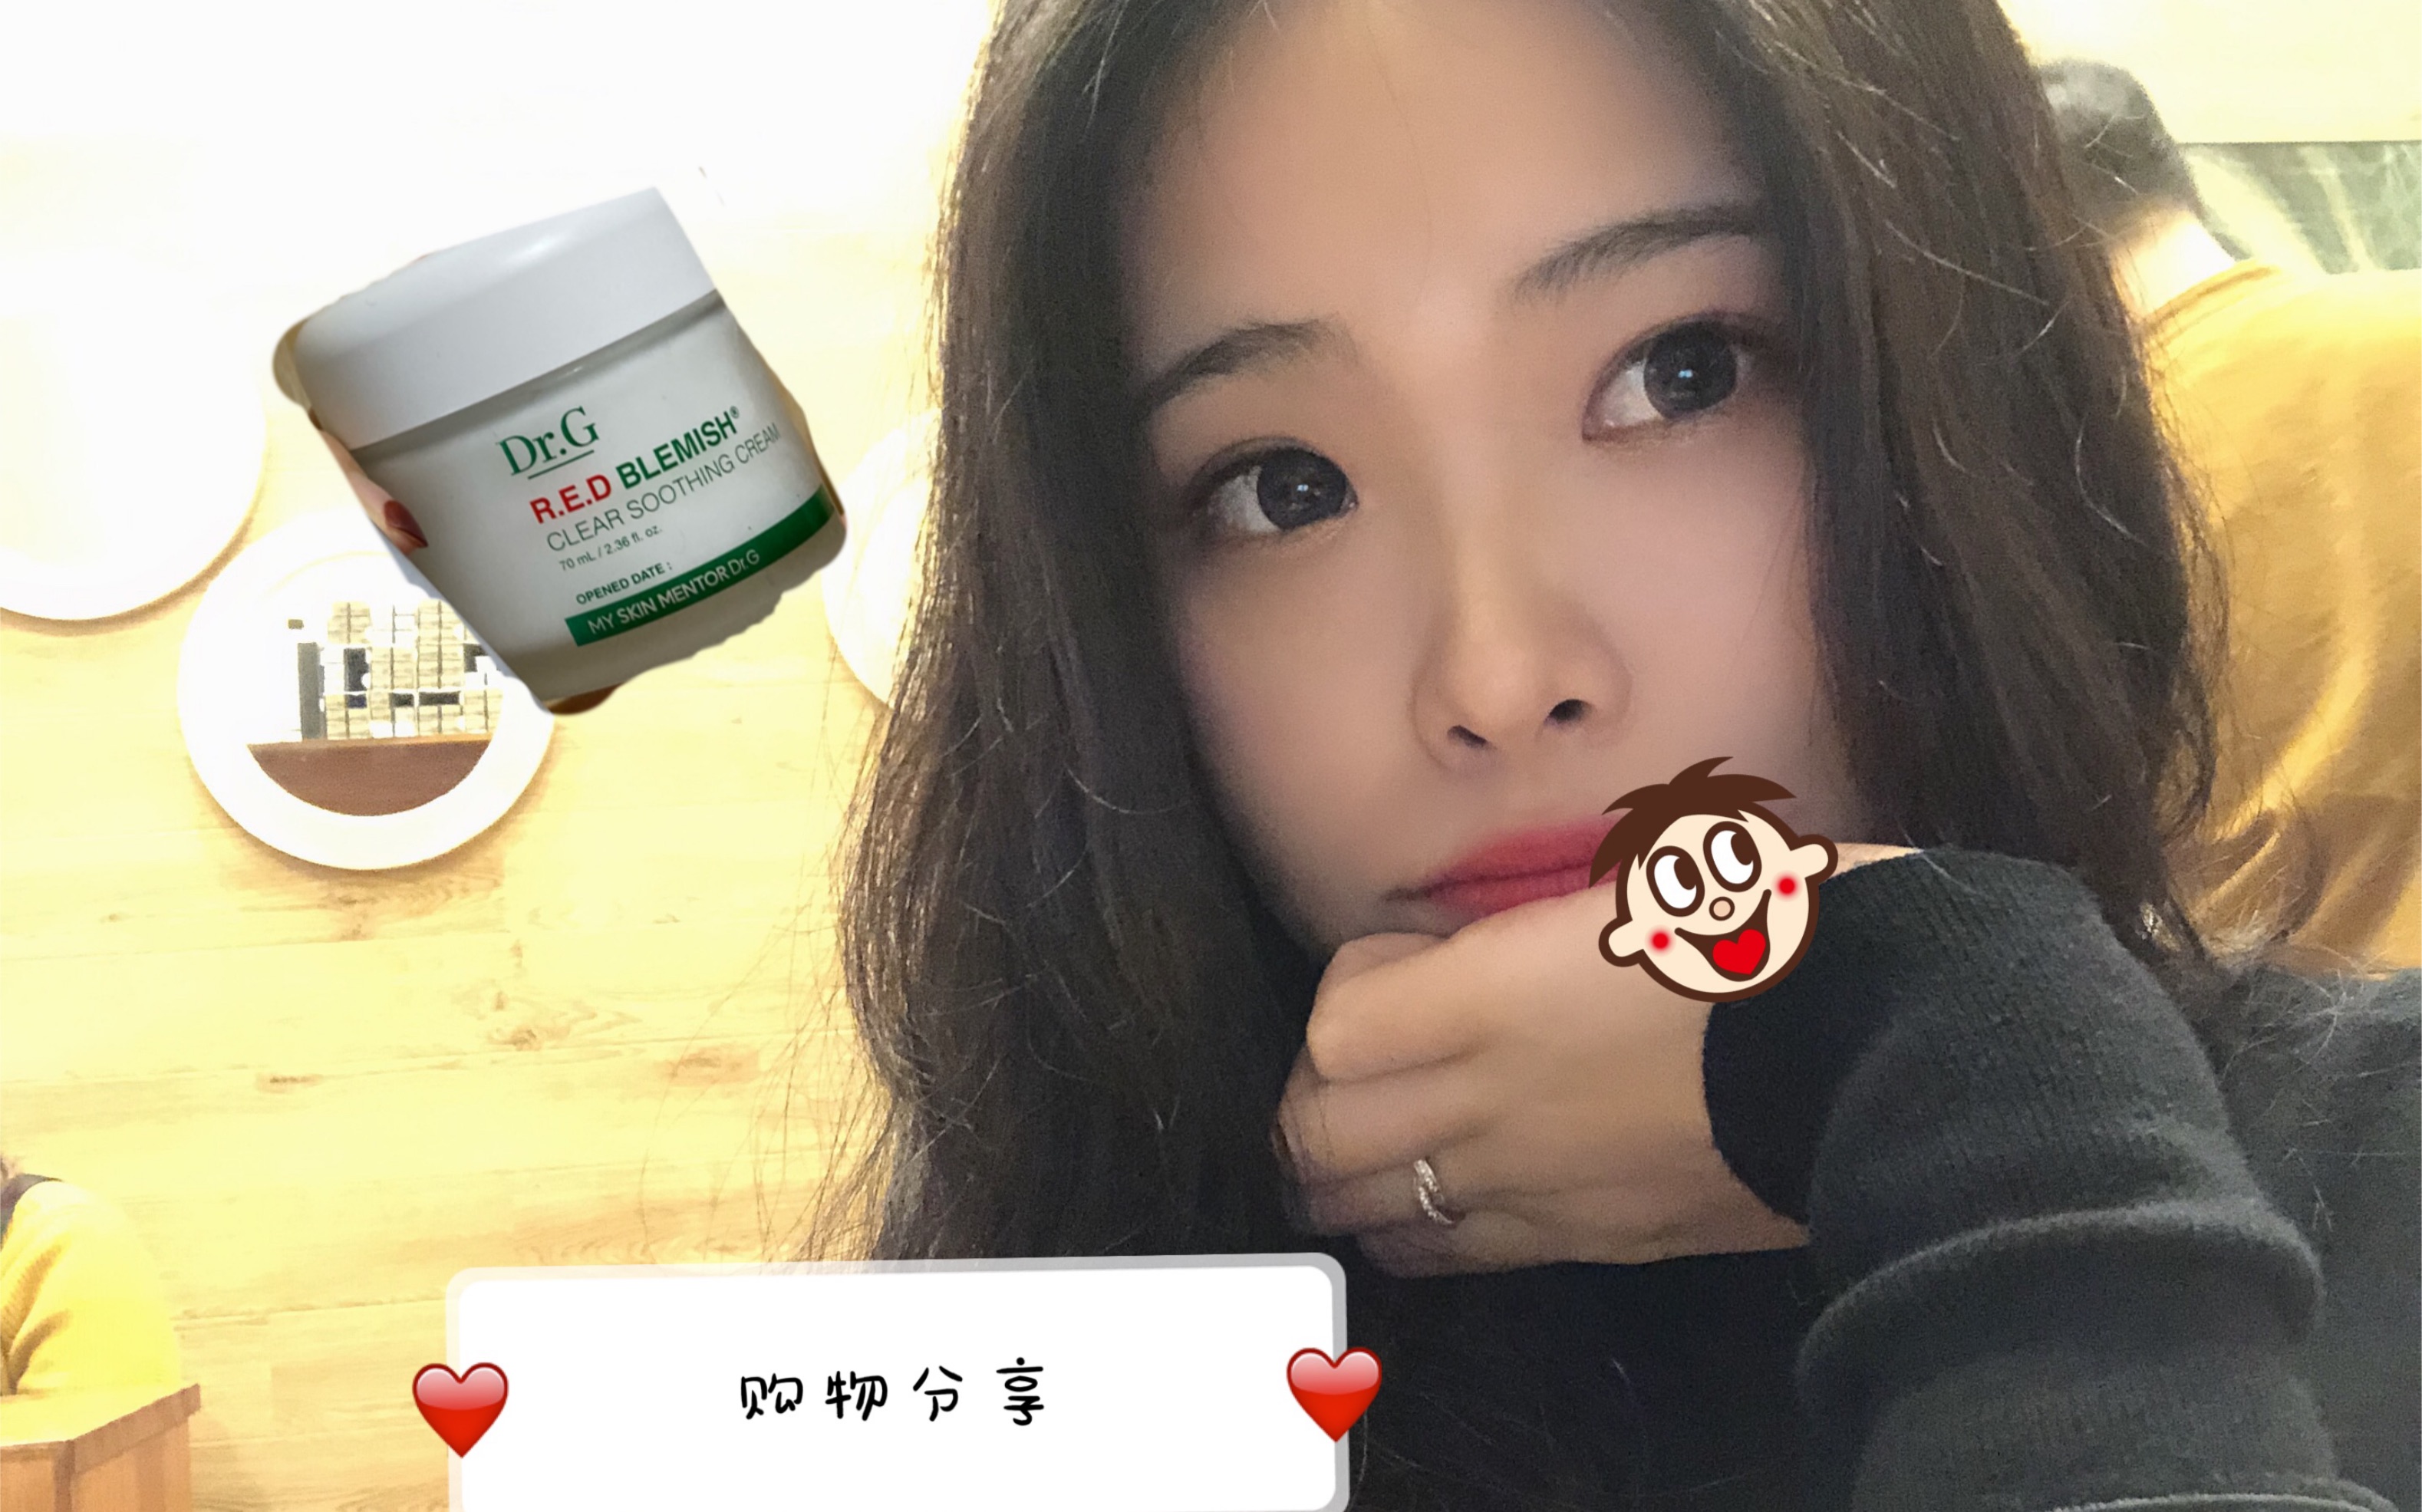 Dr.G
R.E.D BLEMISH®
CLEAR SOOTHING CREAM
70 mL / 2.36 fl. oz.
OPENED DATE :
MY SKIN MENTOR Dr.G
购物分享